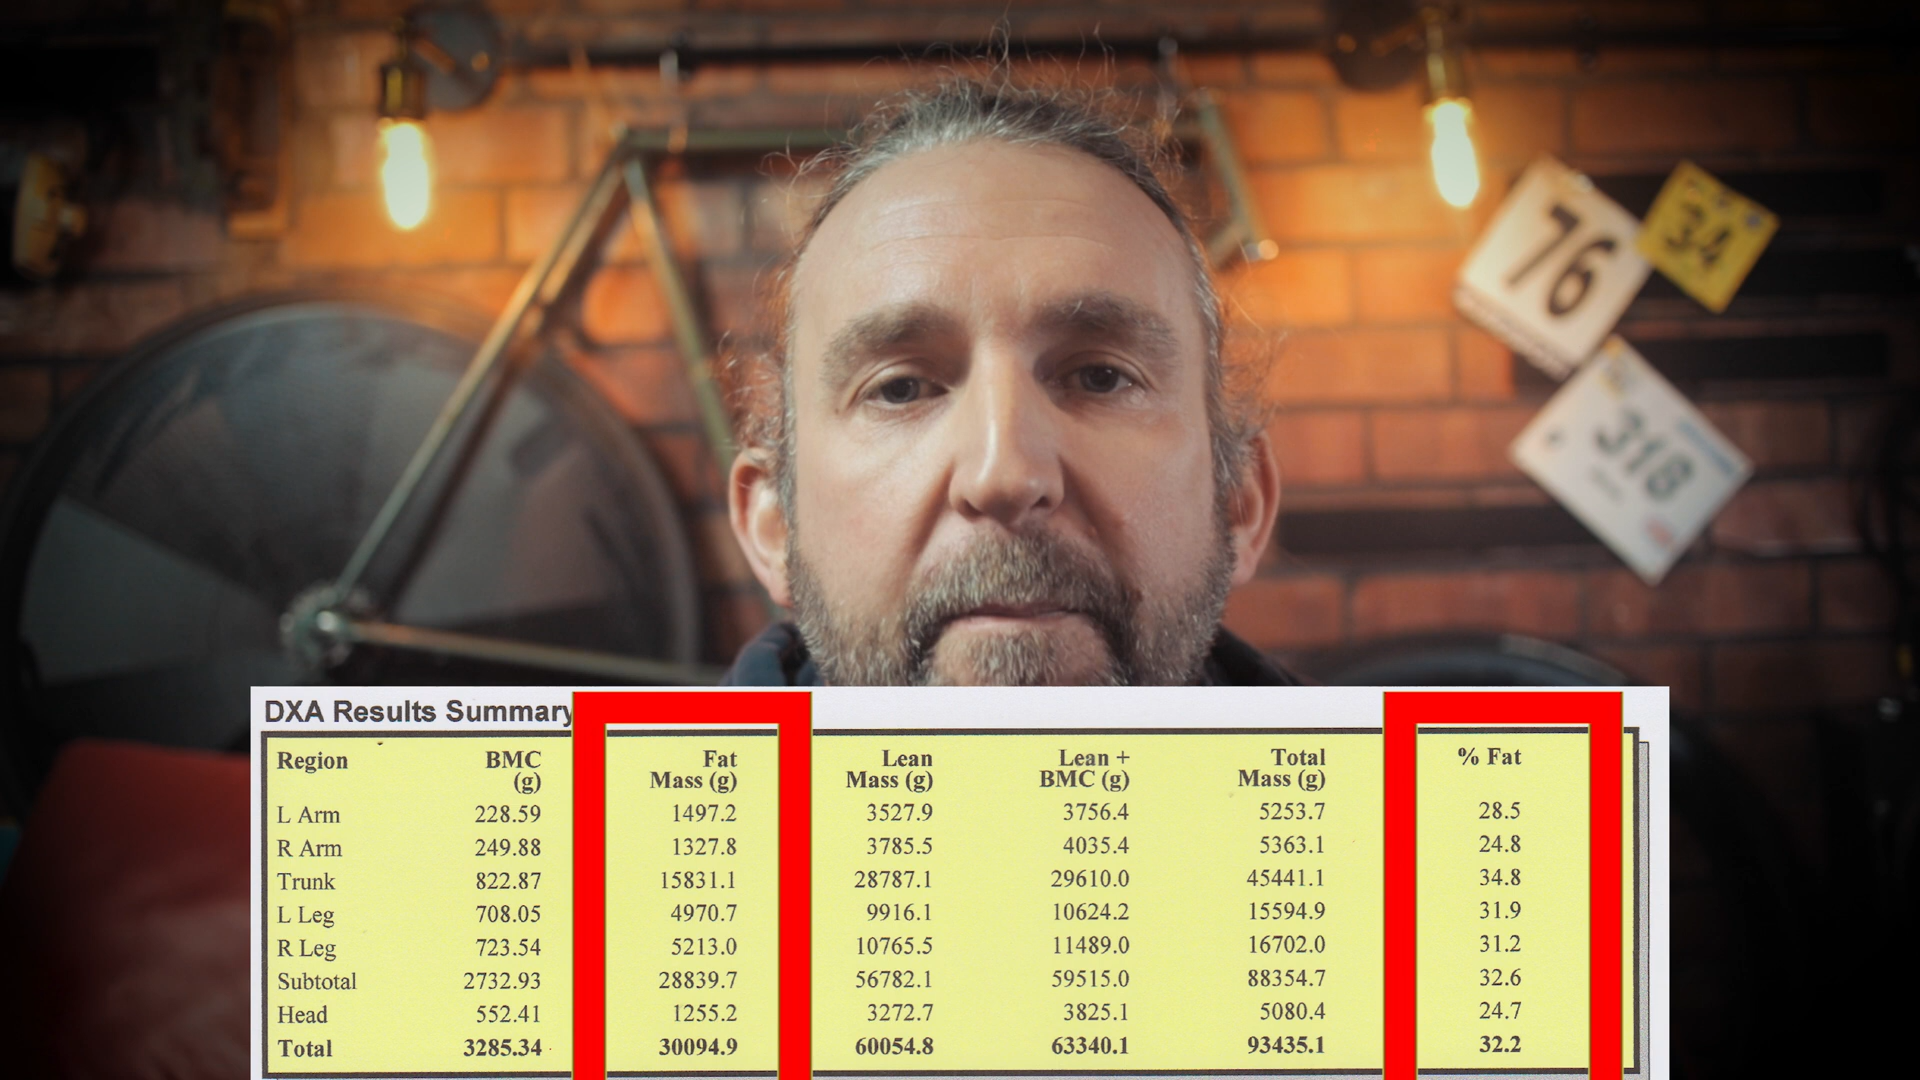 76
34
318
DXA Results Summary
Region BMC (g) Fat Mass (g) Lean Mass (g) Lean + BMC (g) Total Mass (g) % Fat
L Arm 228.59 1497.2 3527.9 3756.4 5253.7 28.5
R Arm 249.88 1327.8 3785.5 4035.4 5363.1 24.8
Trunk 822.87 15831.1 28787.1 29610.0 45441.1 34.8
L Leg 708.05 4970.7 9916.1 10624.2 15594.9 31.9
R Leg 723.54 5213.0 10765.5 11489.0 16702.0 31.2
Subtotal 2732.93 28839.7 56782.1 59515.0 88354.7 32.6
Head 552.41 1255.2 3272.7 3825.1 5080.4 24.7
Total 3285.34 30094.9 60054.8 63340.1 93435.1 32.2